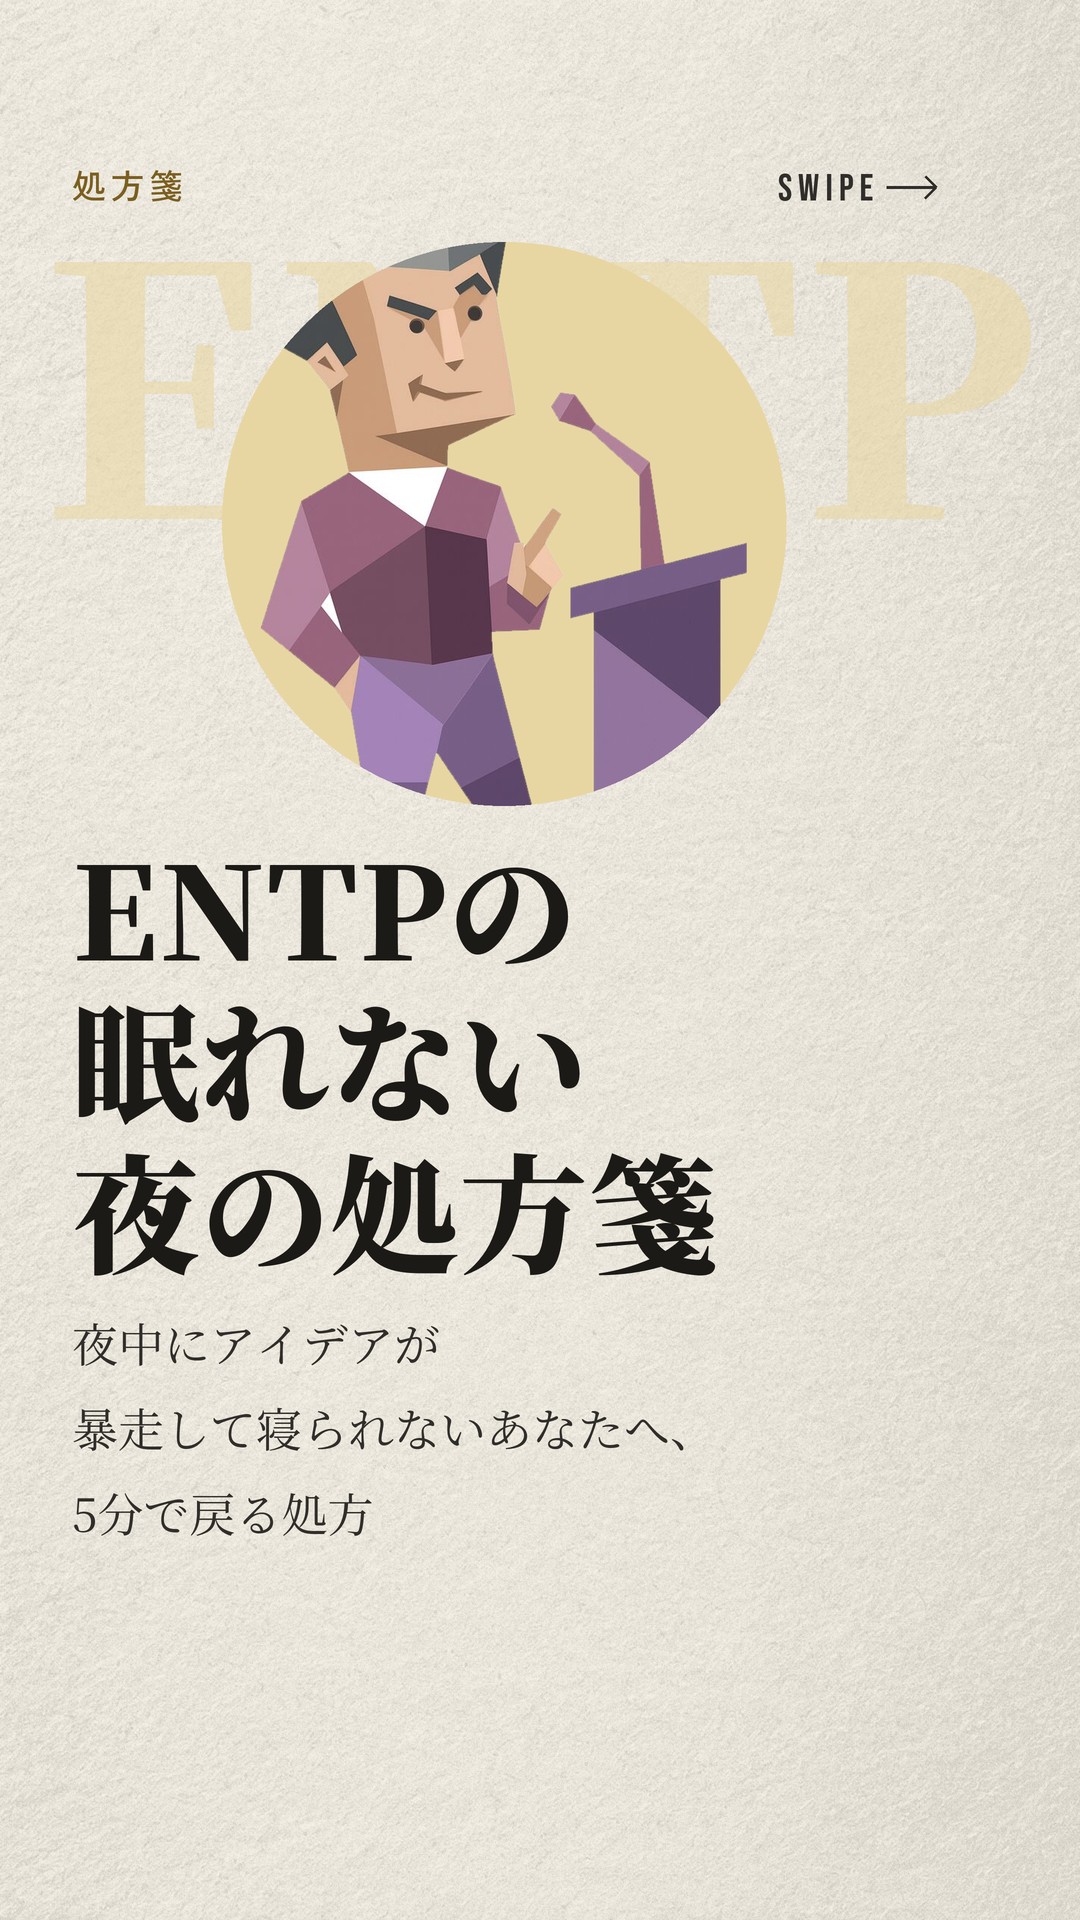 処方箋
SWIPE →
ENTP
ENTPの
眠れない
夜の処方箋
夜中にアイデアが
暴走して寝られないあなたへ、
5分で戻る処方